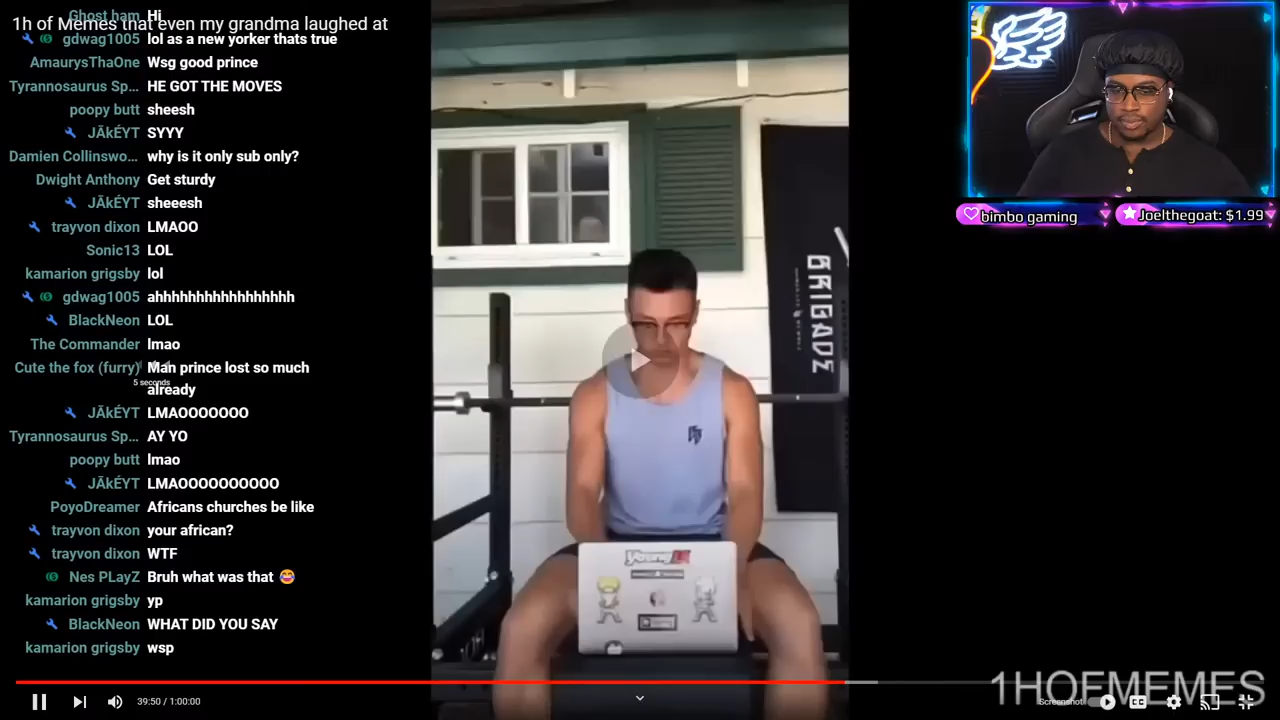 1h of Memes that even my grandma laughed at
Ghost ham Hi
gdwag1005 lol as a new yorker thats true
AmaurysThaOne Wsg good prince
Tyrannosaurus Sp... HE GOT THE MOVES
poopy butt sheesh
JÃkÉYT SYYY
Damien Collinswo... why is it only sub only?
Dwight Anthony Get sturdy
JÃkÉYT sheeesh
trayvon dixon LMAOO
Sonic13 LOL
kamarion grigsby lol
gdwag1005 ahhhhhhhhhhhhhhhhh
BlackNeon LOL
The Commander lmao
Cute the fox (furry) Man prince lost so much
already
5 seconds
JÃkÉYT LMAOOOOOOO
Tyrannosaurus Sp... AY YO
poopy butt lmao
JÃkÉYT LMAOOOOOOOOOO
PoyoDreamer Africans churches be like
trayvon dixon your african?
trayvon dixon WTF
Nes PLayZ Bruh what was that 😂
kamarion grigsby yp
BlackNeon WHAT DID YOU SAY
kamarion grigsby wsp
39:50 / 1:00:00
BRIGADE
bimbo gaming
Joelthegoat: $1.99
1HOFMEMES
Screenshot
CC